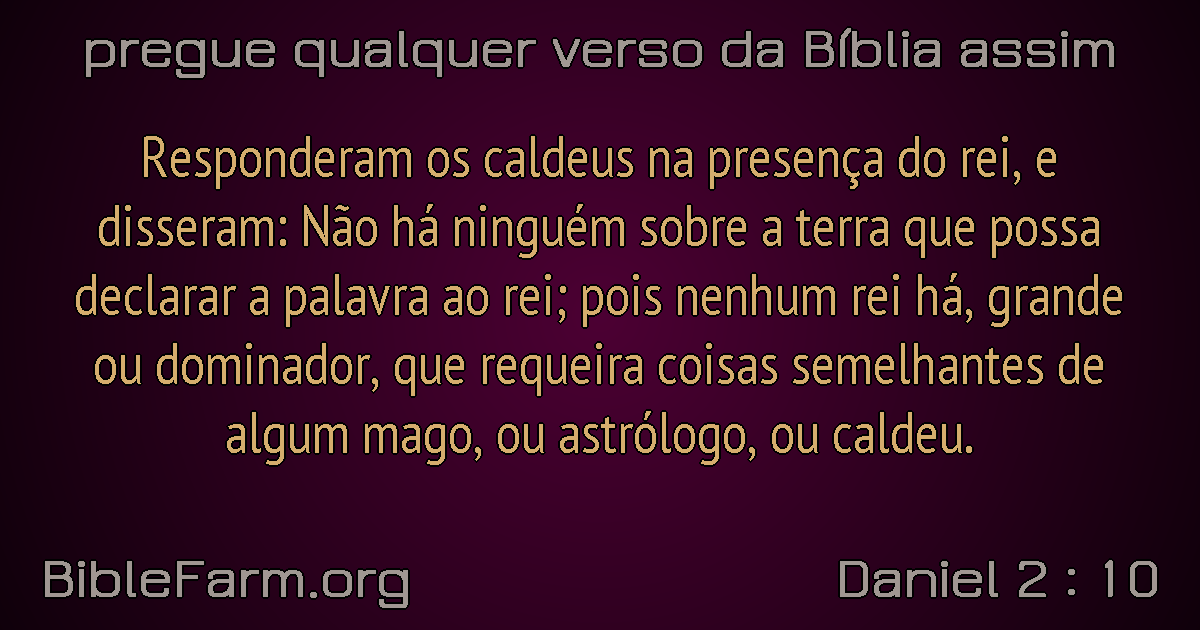 pregue qualquer verso da Bíblia assim
Responderam os caldeus na presença do rei, e
disseram: Não há ninguém sobre a terra que possa
declarar a palavra ao rei; pois nenhum rei há, grande
ou dominador, que requeira coisas semelhantes de
algum mago, ou astrólogo, ou caldeu.
BibleFarm.org
Daniel 2 : 10